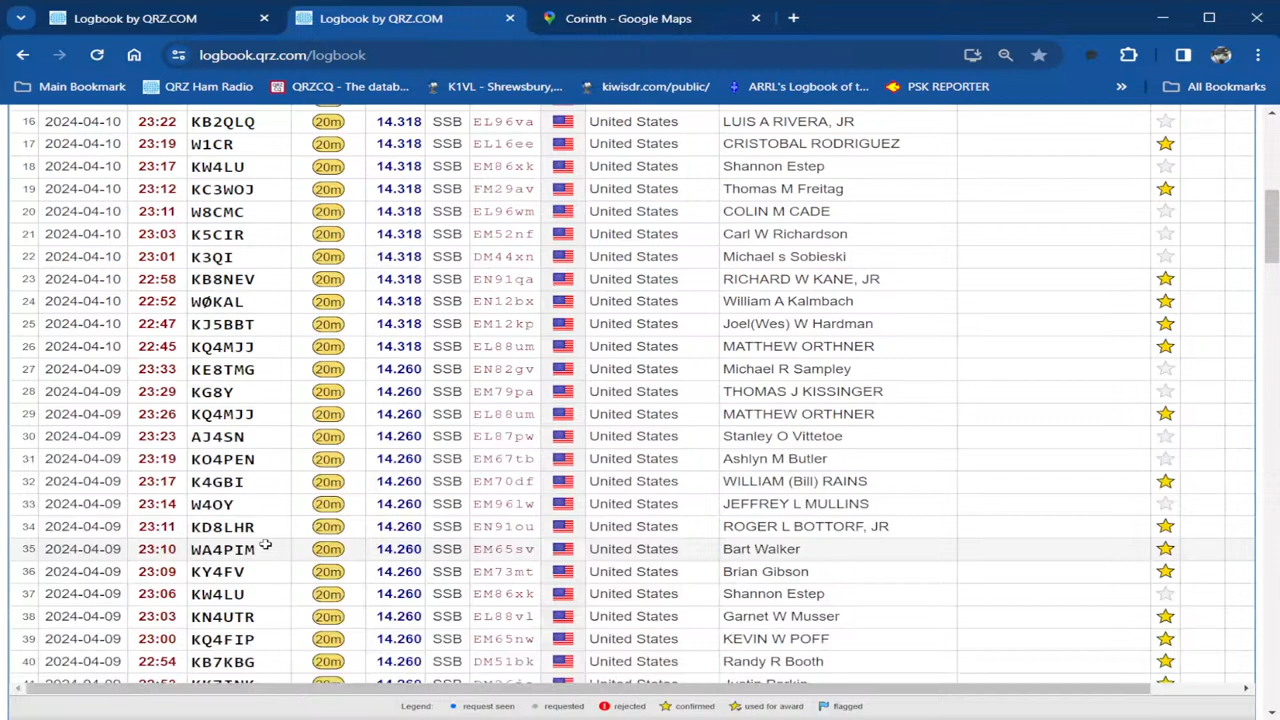 Logbook by QRZ.COM
Logbook by QRZ.COM
Corinth - Google Maps
logbook.qrz.com/logbook
Main Bookmark QRZ Ham Radio QRZCQ - The datab... K1VL - Shrewsbury,... kiwisdr.com/public/ ARRL's Logbook of t... PSK REPORTER » All Bookmarks
16 2024-04-10 23:22 KB2QLQ 20m 14.318 SSB EL96va United States LUIS A RIVERA, JR
17 2024-04-10 23:19 W1CR 20m 14.318 SSB EL16ee United States CRISTOBAL RODRIGUEZ
18 2024-04-10 23:17 KW4LU 20m 14.318 SSB EM86xk United States Shannon Estep
19 2024-04-10 23:12 KC3WOJ 20m 14.318 SSB FM29av United States Thomas M Freitag
20 2024-04-10 23:11 W8CMC 20m 14.318 SSB EL96wm United States COLIN M CADE
21 2024-04-10 23:03 K5CIR 20m 14.318 SSB EM52nf United States Carl W Richardson
22 2024-04-10 23:01 K3QI 20m 14.318 SSB EM44xn United States Michael s Sobieski
23 2024-04-10 22:58 KB8NEV 20m 14.318 SSB EN91qa United States RICHARD W KANE, JR
24 2024-04-10 22:52 WØKAL 20m 14.318 SSB EN12bx United States William A Kalmbach
25 2024-04-10 22:47 KJ5BBT 20m 14.318 SSB EM12kp United States Joel(Wes) W Hardman
26 2024-04-10 22:45 KQ4MJJ 20m 14.318 SSB EL88um United States MATTHEW ORTHNER
27 2024-04-09 23:33 KE8TMG 20m 14.260 SSB EN82gv United States Michael R Sampley
28 2024-04-09 23:29 KG8Y 20m 14.260 SSB EM79pa United States THOMAS J KISSINGER
29 2024-04-09 23:26 KQ4MJJ 20m 14.260 SSB EL88um United States MATTHEW ORTHNER
30 2024-04-09 23:23 AJ4SN 20m 14.260 SSB EL87pw United States Stanley O Vittetoe
31 2024-04-09 23:19 KO4PEN 20m 14.260 SSB EM67tb United States Ashlyn M Butler
32 2024-04-09 23:17 K4GBI 20m 14.260 SSB EM70df United States WILLIAM (Bill) RAINS
33 2024-04-09 23:14 W4OY 20m 14.260 SSB EM96lw United States JEFFREY L MULLINS
34 2024-04-09 23:11 KD8LHR 20m 14.260 SSB EN91ou United States ROGER L BOTTORF, JR
35 2024-04-09 23:10 WA4PIM 20m 14.260 SSB EM65sv United States Bart Walker
36 2024-04-09 23:09 KY4FV 20m 14.260 SSB EM73mt United States Brian Gibson
37 2024-04-09 23:06 KW4LU 20m 14.260 SSB EM86xk United States Shannon Estep
38 2024-04-09 23:03 KN4UTR 20m 14.260 SSB EL88vl United States Garnet W Musser
39 2024-04-09 23:00 KQ4FIP 20m 14.260 SSB EM65nw United States KEVIN W POFF
40 2024-04-09 22:54 KB7KBG 20m 14.260 SSB DM51bk United States Randy R Booth
Legend: request seen requested rejected confirmed used for award flagged